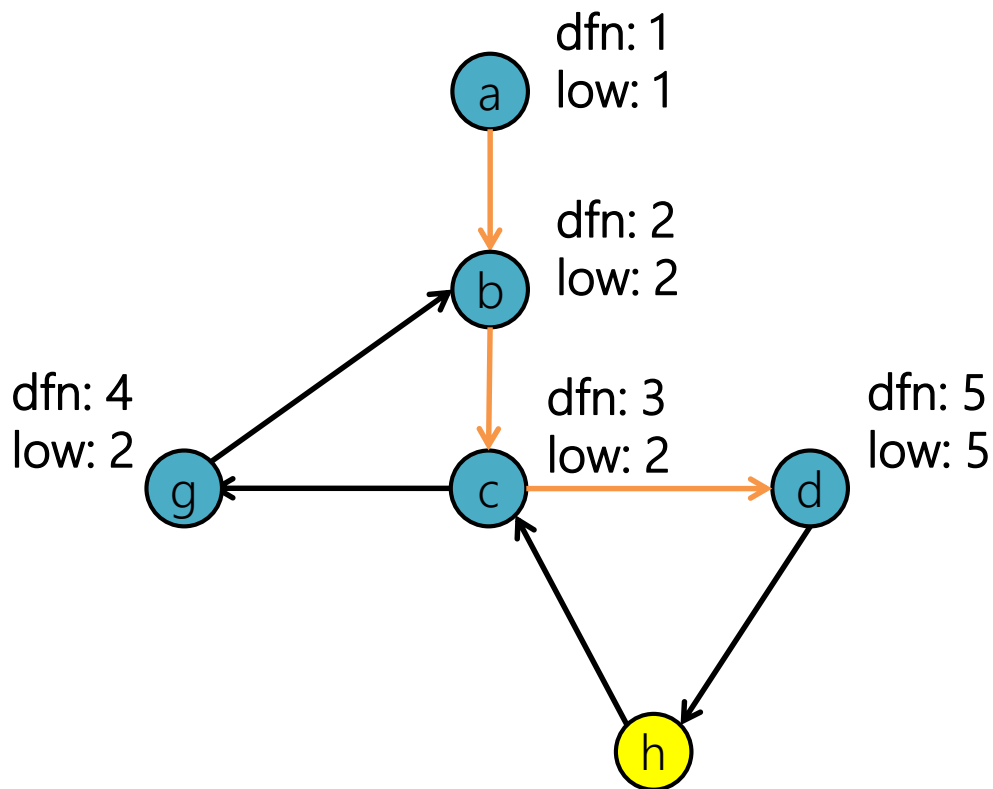 dfn: 1
low: 1
a
dfn: 2
low: 2
b
dfn: 4
low: 2
dfn: 3
low: 2
dfn: 5
low: 5
g
c
d
h